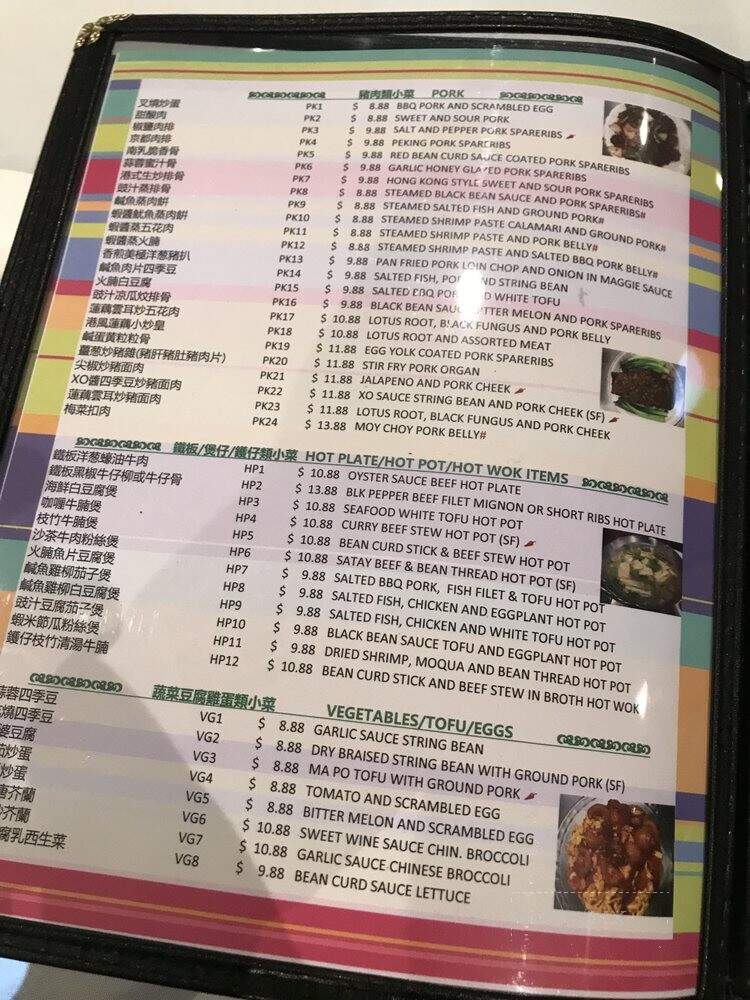 豬肉類小菜 PORK
叉燒炒蛋 PK1 $ 8.88 BBQ PORK AND SCRAMBLED EGG
甜酸肉 PK2 $ 8.88 SWEET AND SOUR PORK
椒鹽肉排 PK3 $ 9.88 SALT AND PEPPER PORK SPARERIBS
京都肉排 PK4 $ 9.88 PEKING PORK SPARERIBS
南乳脆香骨 PK5 $ 9.88 RED BEAN CURD SAUCE COATED PORK SPARERIBS
蒜蓉蜜汁骨 PK6 $ 9.88 GARLIC HONEY GLAZED PORK SPARERIBS
港式生炒排骨 PK7 $ 9.88 HONG KONG STYLE SWEET AND SOUR PORK SPARERIBS
豉汁蒸排骨 PK8 $ 8.88 STEAMED BLACK BEAN SAUCE AND PORK SPARERIBS#
鹹魚蒸肉餅 PK9 $ 8.88 STEAMED SALTED FISH AND GROUND PORK#
蝦醬魷魚蒸肉餅 PK10 $ 8.88 STEAMED SHRIMP PASTE CALAMARI AND GROUND PORK#
蝦醬蒸五花肉 PK11 $ 8.88 STEAMED SHRIMP PASTE AND PORK BELLY#
蝦醬蒸火腩 PK12 $ 8.88 STEAMED SHRIMP PASTE AND SALTED BBQ PORK BELLY#
香煎美極洋葱豬扒 PK13 $ 9.88 PAN FRIED PORK LOIN CHOP AND ONION IN MAGGIE SAUCE
鹹魚肉片四季豆 PK14 $ 9.88 SALTED FISH, PORK AND STRING BEAN
火腩白豆腐 PK15 $ 9.88 SALTED BBQ PORK AND WHITE TOFU
豉汁凉瓜炆排骨 PK16 $ 9.88 BLACK BEAN SAUCE BITTER MELON AND PORK SPARERIBS
蓮藕雲耳炒五花肉 PK17 $ 10.88 LOTUS ROOT, BLACK FUNGUS AND PORK BELLY
港風蓮藕小炒皇 PK18 $ 10.88 LOTUS ROOT AND ASSORTED MEAT
鹹蛋黄粒粒骨 PK19 $ 11.88 EGG YOLK COATED PORK SPARERIBS
薑葱炒豬雜(豬肝豬肚豬肉片) PK20 $ 11.88 STIR FRY PORK ORGAN
尖椒炒豬面肉 PK21 $ 11.88 JALAPENO AND PORK CHEEK
XO醬四季豆炒豬面肉 PK22 $ 11.88 XO SAUCE STRING BEAN AND PORK CHEEK (SF)
蓮藕雲耳炒豬面肉 PK23 $ 11.88 LOTUS ROOT, BLACK FUNGUS AND PORK CHEEK
梅菜扣肉 PK24 $ 13.88 MOY CHOY PORK BELLY#
鐵板/煲仔/鑊仔類小菜 HOT PLATE/HOT POT/HOT WOK ITEMS
鐵板洋葱蠔油牛肉 HP1 $ 10.88 OYSTER SAUCE BEEF HOT PLATE
鐵板黑椒牛仔柳或牛仔骨 HP2 $ 13.88 BLK PEPPER BEEF FILET MIGNON OR SHORT RIBS HOT PLATE
海鮮白豆腐煲 HP3 $ 10.88 SEAFOOD WHITE TOFU HOT POT
咖喱牛腩煲 HP4 $ 10.88 CURRY BEEF STEW HOT POT (SF)
枝竹牛腩煲 HP5 $ 10.88 BEAN CURD STICK & BEEF STEW HOT POT
沙茶牛肉粉絲煲 HP6 $ 10.88 SATAY BEEF & BEAN THREAD HOT POT (SF)
火腩魚片豆腐煲 HP7 $ 9.88 SALTED BBQ PORK, FISH FILET & TOFU HOT POT
鹹魚雞柳茄子煲 HP8 $ 9.88 SALTED FISH, CHICKEN AND EGGPLANT HOT POT
鹹魚雞柳白豆腐煲 HP9 $ 9.88 SALTED FISH, CHICKEN AND WHITE TOFU HOT POT
豉汁豆腐茄子煲 HP10 $ 9.88 BLACK BEAN SAUCE TOFU AND EGGPLANT HOT POT
蝦米節瓜粉絲煲 HP11 $ 9.88 DRIED SHRIMP, MOQUA AND BEAN THREAD HOT POT
鑊仔枝竹清湯牛腩 HP12 $ 10.88 BEAN CURD STICK AND BEEF STEW IN BROTH HOT WOK
蔬菜豆腐雞蛋類小菜 VEGETABLES/TOFU/EGGS
蒜蓉四季豆 VG1 $ 8.88 GARLIC SAUCE STRING BEAN
燒四季豆 VG2 $ 8.88 DRY BRAISED STRING BEAN WITH GROUND PORK (SF)
婆豆腐 VG3 $ 8.88 MA PO TOFU WITH GROUND PORK
炒蛋 VG4 $ 8.88 TOMATO AND SCRAMBLED EGG
炒蛋 VG5 $ 8.88 BITTER MELON AND SCRAMBLED EGG
芥蘭 VG6 $ 10.88 SWEET WINE SAUCE CHIN. BROCCOLI
芥蘭 VG7 $ 10.88 GARLIC SAUCE CHINESE BROCCOLI
腐乳西生菜 VG8 $ 9.88 BEAN CURD SAUCE LETTUCE